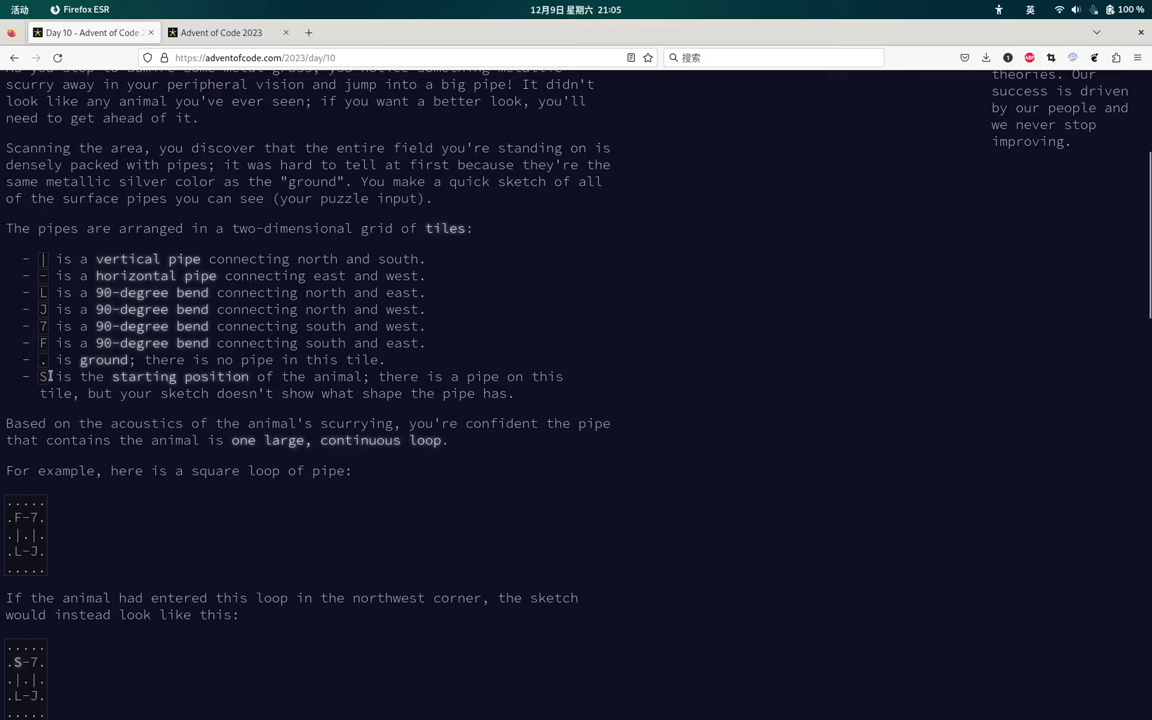 活动
Firefox ESR
12月9日 星期六 21:05
英
100 %
Day 10 - Advent of Code 2
Advent of Code 2023
https://adventofcode.com/2023/day/10
搜索
As you stop to admire some metal grass, you notice something metallic
scurry away in your peripheral vision and jump into a big pipe! It didn't
look like any animal you've ever seen; if you want a better look, you'll
need to get ahead of it.
Scanning the area, you discover that the entire field you're standing on is
densely packed with pipes; it was hard to tell at first because they're the
same metallic silver color as the "ground". You make a quick sketch of all
of the surface pipes you can see (your puzzle input).
The pipes are arranged in a two-dimensional grid of tiles:
- | is a vertical pipe connecting north and south.
- - is a horizontal pipe connecting east and west.
- L is a 90-degree bend connecting north and east.
- J is a 90-degree bend connecting north and west.
- 7 is a 90-degree bend connecting south and west.
- F is a 90-degree bend connecting south and east.
- . is ground; there is no pipe in this tile.
- S is the starting position of the animal; there is a pipe on this
tile, but your sketch doesn't show what shape the pipe has.
Based on the acoustics of the animal's scurrying, you're confident the pipe
that contains the animal is one large, continuous loop.
For example, here is a square loop of pipe:
.....
.F-7.
.|.|.
.L-J.
.....
If the animal had entered this loop in the northwest corner, the sketch
would instead look like this:
.....
.S-7.
.|.|.
.L-J.
.....
theories. Our
success is driven
by our people and
we never stop
improving.